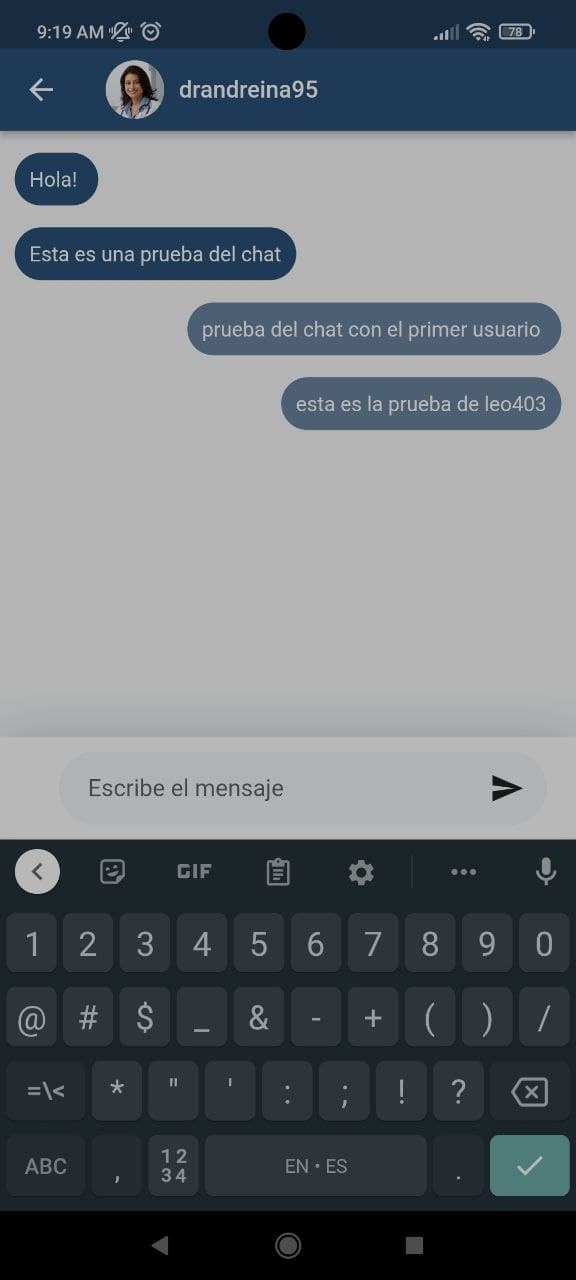 9:19 AM
78
drandreina95
Hola!
Esta es una prueba del chat
prueba del chat con el primer usuario
esta es la prueba de leo403
Escribe el mensaje
GIF
1 2 3 4 5 6 7 8 9 0
@ # $ _ & - + ( ) /
=\< * " ' : ; ! ?
ABC , 12 34 EN • ES .